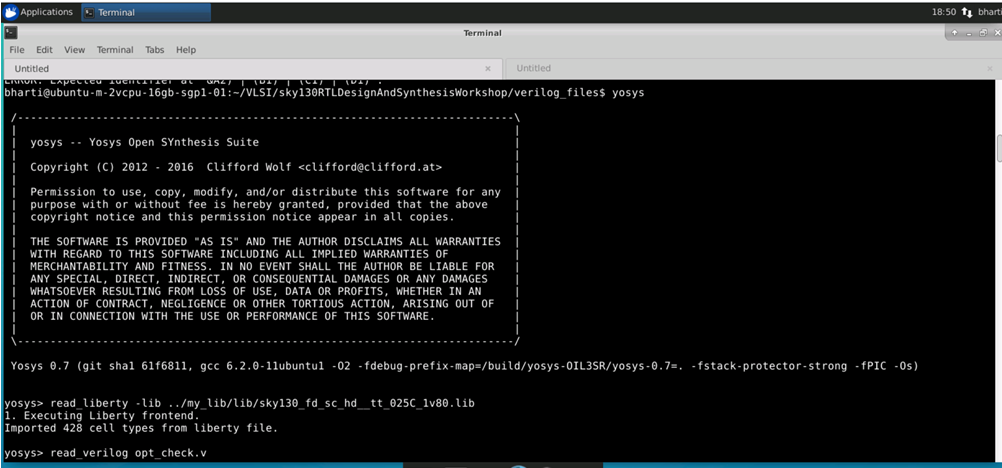 Applications Terminal 18:50 bharti
Terminal
File Edit View Terminal Tabs Help
Untitled Untitled
ERROR: Expected identifier at `&A2) | (B1) | (C1) | (D1)'.
bharti@ubuntu-m-2vcpu-16gb-sgp1-01:~/VLSI/sky130RTLDesignAndSynthesisWorkshop/verilog_files$ yosys
/----------------------------------------------------------------------------\
| |
| yosys -- Yosys Open SYnthesis Suite |
| |
| Copyright (C) 2012 - 2016 Clifford Wolf <clifford@clifford.at> |
| |
| Permission to use, copy, modify, and/or distribute this software for any |
| purpose with or without fee is hereby granted, provided that the above |
| copyright notice and this permission notice appear in all copies. |
| |
| THE SOFTWARE IS PROVIDED "AS IS" AND THE AUTHOR DISCLAIMS ALL WARRANTIES |
| WITH REGARD TO THIS SOFTWARE INCLUDING ALL IMPLIED WARRANTIES OF |
| MERCHANTABILITY AND FITNESS. IN NO EVENT SHALL THE AUTHOR BE LIABLE FOR |
| ANY SPECIAL, DIRECT, INDIRECT, OR CONSEQUENTIAL DAMAGES OR ANY DAMAGES |
| WHATSOEVER RESULTING FROM LOSS OF USE, DATA OR PROFITS, WHETHER IN AN |
| ACTION OF CONTRACT, NEGLIGENCE OR OTHER TORTIOUS ACTION, ARISING OUT OF |
| OR IN CONNECTION WITH THE USE OR PERFORMANCE OF THIS SOFTWARE. |
| |
\----------------------------------------------------------------------------/
Yosys 0.7 (git sha1 61f6811, gcc 6.2.0-11ubuntu1 -O2 -fdebug-prefix-map=/build/yosys-OIL3SR/yosys-0.7=. -fstack-protector-strong -fPIC -Os)
yosys> read_liberty -lib ../my_lib/lib/sky130_fd_sc_hd__tt_025C_1v80.lib
1. Executing Liberty frontend.
Imported 428 cell types from liberty file.
yosys> read_verilog opt_check.v